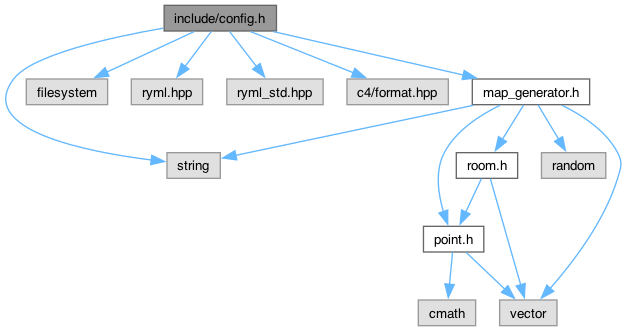 include/config.h
filesystem
ryml.hpp
ryml_std.hpp
c4/format.hpp
map_generator.h
string
room.h
random
point.h
cmath
vector